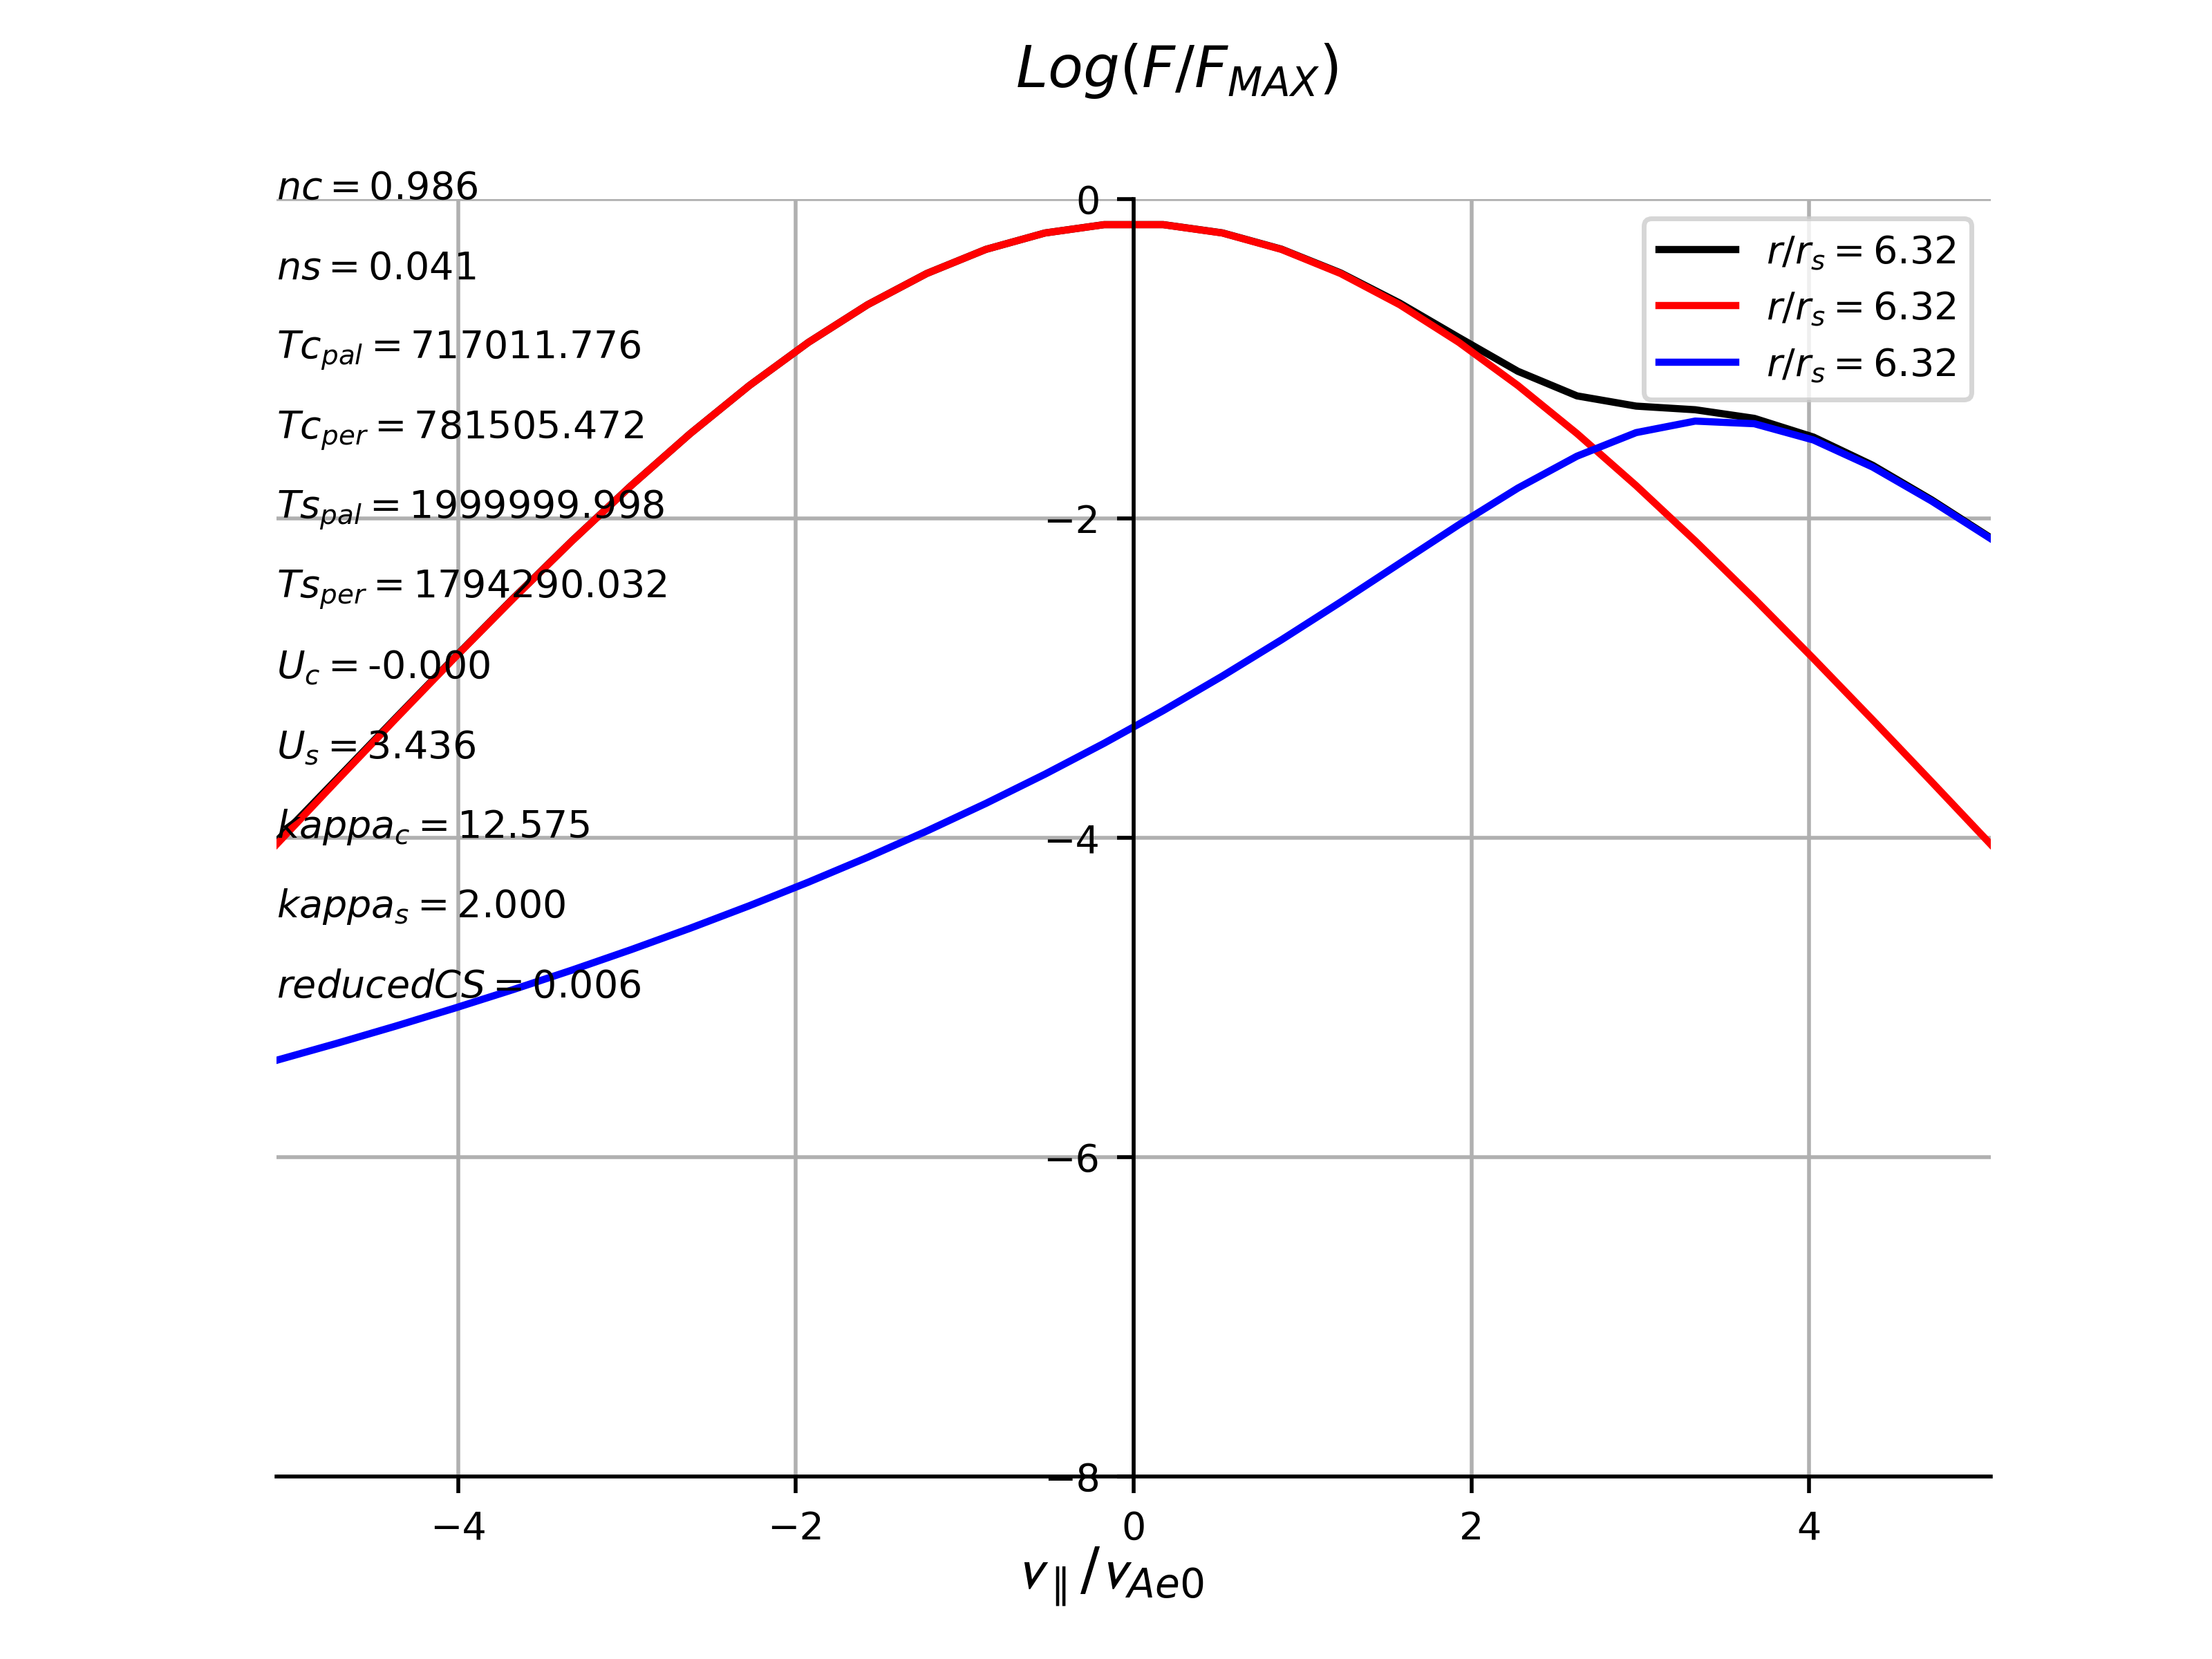 Log(F/F_MAX)
nc = 0.986
ns = 0.041
Tc_pal = 717011.776
Tc_per = 781505.472
Ts_pal = 1999999.998
Ts_per = 1794290.032
U_c = -0.000
U_s = 3.436
kappa_c = 12.575
kappa_s = 2.000
reducedCS = 0.006
r/r_s = 6.32
r/r_s = 6.32
r/r_s = 6.32
0
−2
−4
−6
−8
−4 −2 0 2 4
v_∥/v_Ae0